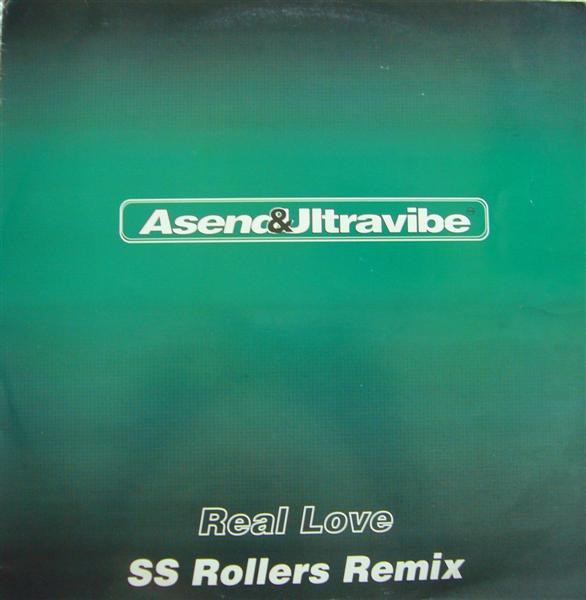 Asend&Ultravibe
Real Love
SS Rollers Remix